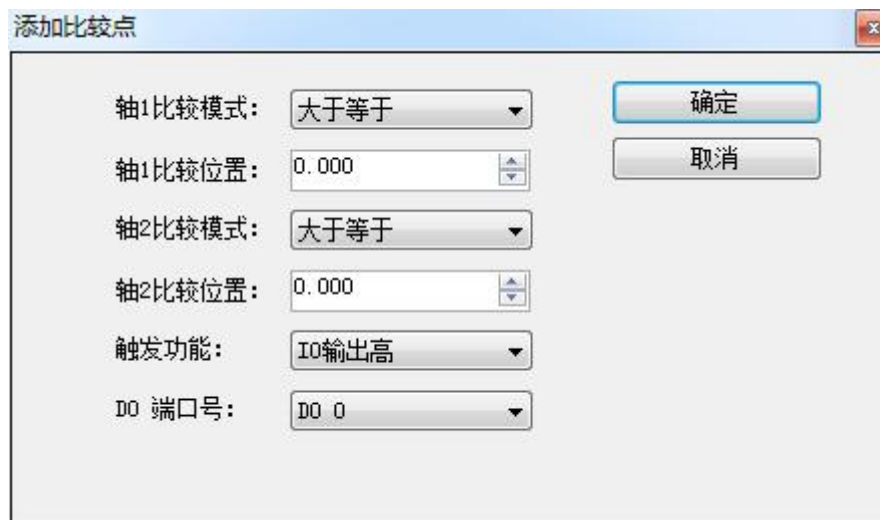 添加比较点
轴1比较模式: 大于等于 确定
轴1比较位置: 0.000 取消
轴2比较模式: 大于等于
轴2比较位置: 0.000
触发功能: IO输出高
DO 端口号: DO 0